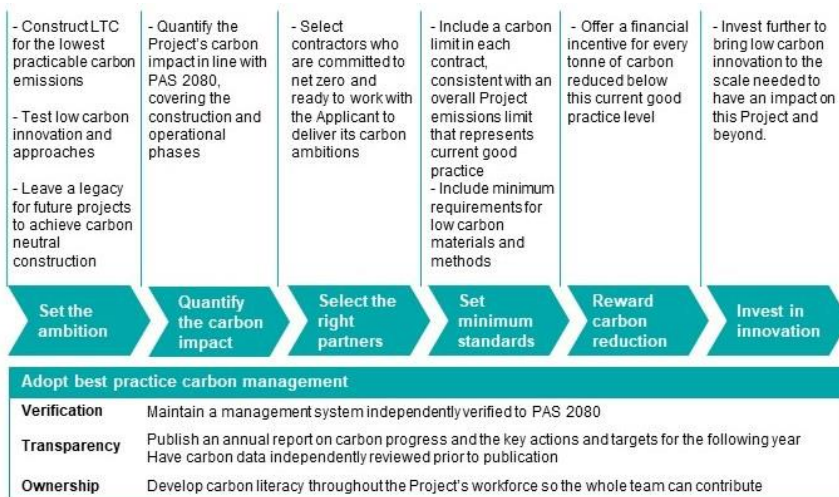 - Construct LTC
for the lowest
practicable carbon
emissions
- Test low carbon
innovation and
approaches
- Leave a legacy
for future projects
to achieve carbon
neutral
construction
- Quantify the
Project's carbon
impact in line with
PAS 2080,
covering the
construction and
operational
phases
- Select
contractors who
are committed to
net zero and
ready to work with
the Applicant to
deliver its carbon
ambitions
- Include a carbon
limit in each
contract,
consistent with an
overall Project
emissions limit
that represents
current good
practice
- Include minimum
requirements for
low carbon
materials and
methods
- Offer a financial
incentive for every
tonne of carbon
reduced below
this current good
practice level
- Invest further to
bring low carbon
innovation to the
scale needed to
have an impact on
this Project and
beyond.
Set the
ambition
Quantify
the carbon
impact
Select the
right
partners
Set
minimum
standards
Reward
carbon
reduction
Invest in
innovation
Adopt best practice carbon management
Verification Maintain a management system independently verified to PAS 2080
Transparency Publish an annual report on carbon progress and the key actions and targets for the following year
Have carbon data independently reviewed prior to publication
Ownership Develop carbon literacy throughout the Project's workforce so the whole team can contribute